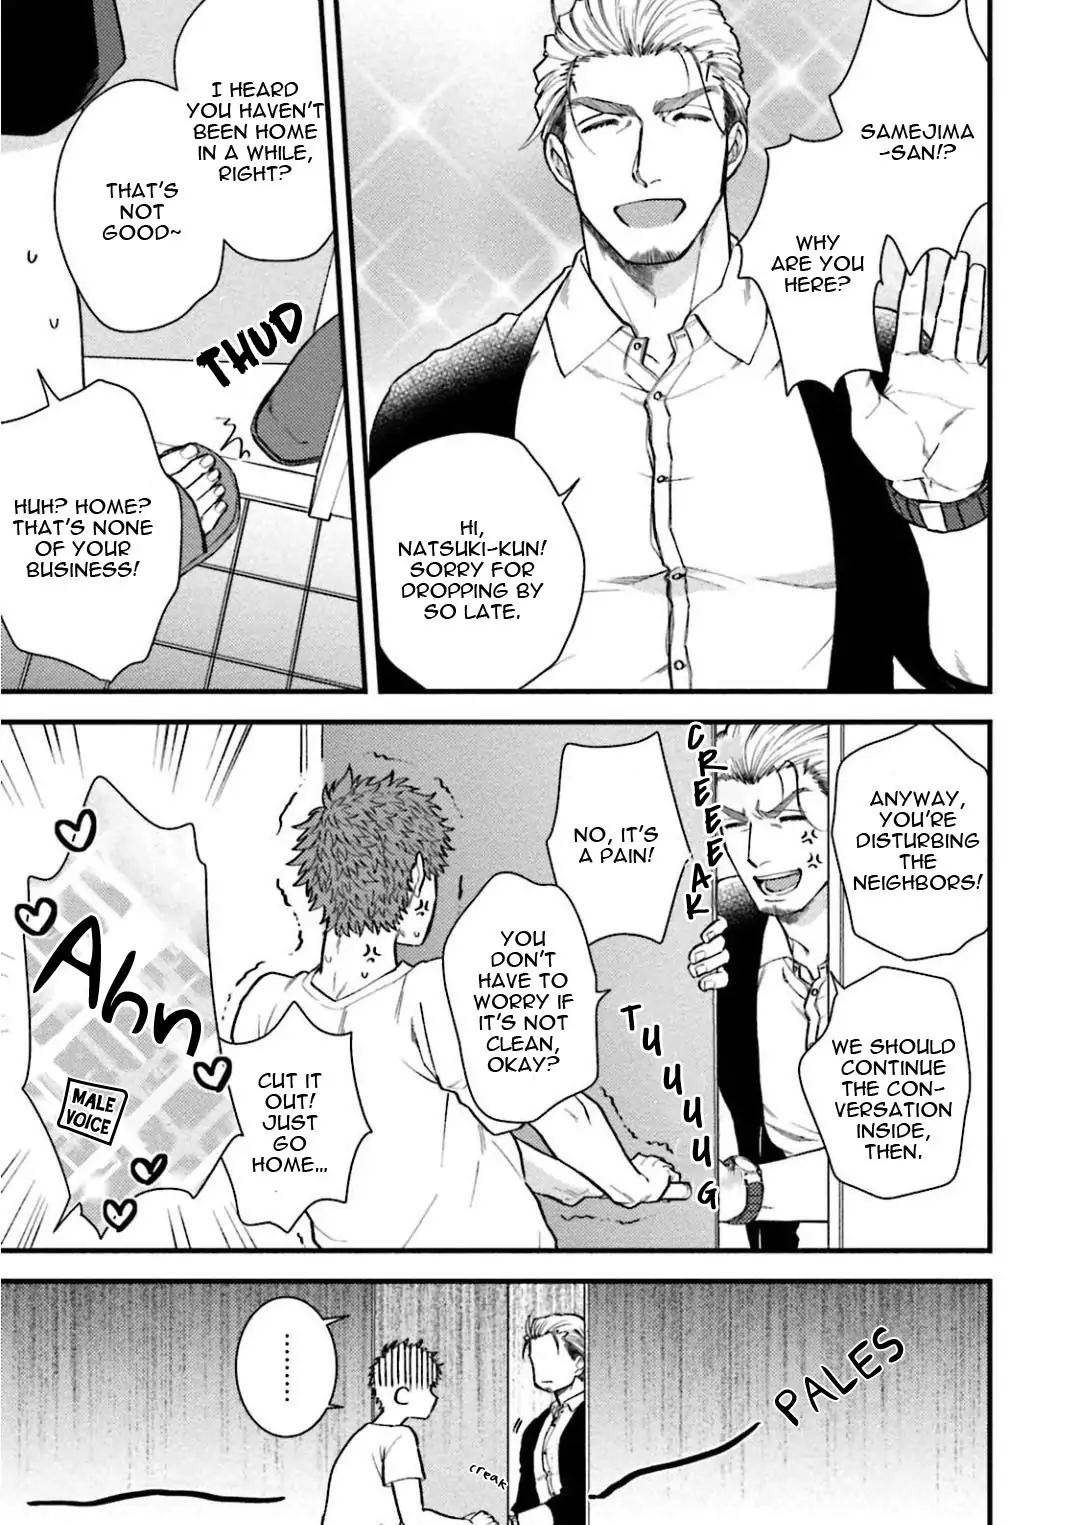 SAMEJIMA
-SAN!?
WHY
ARE YOU
HERE?
HI,
NATSUKI-KUN!
SORRY FOR
DROPPING BY
SO LATE.
I HEARD
YOU HAVEN'T
BEEN HOME
IN A WHILE,
RIGHT?
THAT'S
NOT
GOOD~
THUD
HUH? HOME?
THAT'S NONE
OF YOUR
BUSINESS!
ANYWAY,
YOU'RE
DISTURBING
THE
NEIGHBORS!
WE SHOULD
CONTINUE
THE CON-
VERSATION
INSIDE,
THEN.
CREEEAK
TUUUUG
NO, IT'S
A PAIN!
YOU
DON'T
HAVE TO
WORRY IF
IT'S NOT
CLEAN,
OKAY?
CUT IT
OUT!
JUST
GO
HOME...
Ahn
MALE
VOICE
PALES
creak
.........